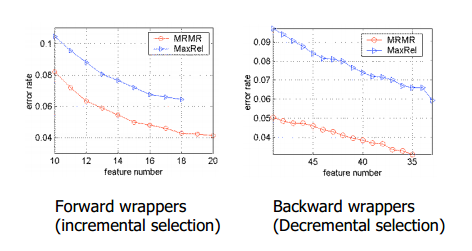 0.1
0.08
0.06
0.04
error rate
MRMR
MaxRel
10
12
14
16
18
20
feature number
Forward wrappers
(incremental selection)
0.09
0.08
0.07
0.06
0.05
0.04
error rate
MRMR
MaxRel
45
40
35
feature number
Backward wrappers
(Decremental selection)